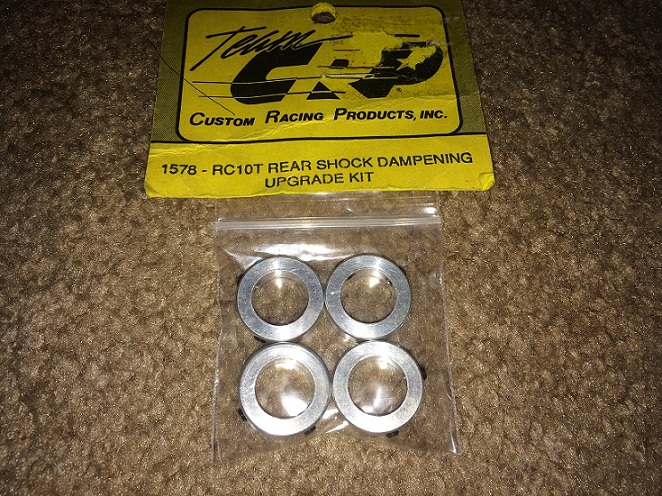 Team
CRP®
CUSTOM RACING PRODUCTS, INC.
1578 - RC10T REAR SHOCK DAMPENING
UPGRADE KIT